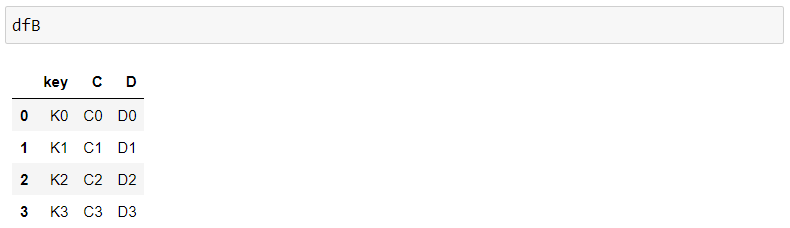 dfB
key C D
0 K0 C0 D0
1 K1 C1 D1
2 K2 C2 D2
3 K3 C3 D3